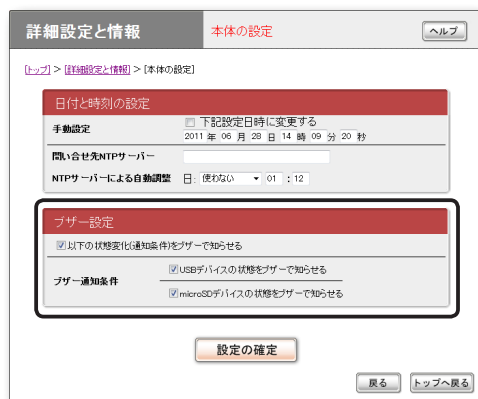 詳細設定と情報 本体の設定 ヘルプ
[トップ] > [詳細設定と情報] > [本体の設定]
日付と時刻の設定
手動設定 下記設定日時に変更する
2011 年 06 月 28 日 14 時 09 分 20 秒
問い合せ先NTPサーバー
NTPサーバーによる自動調整 日: 使わない 01 : 12
ブザー設定
以下の状態変化(通知条件)をブザーで知らせる
ブザー通知条件 USBデバイスの状態をブザーで知らせる
microSDデバイスの状態をブザーで知らせる
設定の確定
戻る トップへ戻る